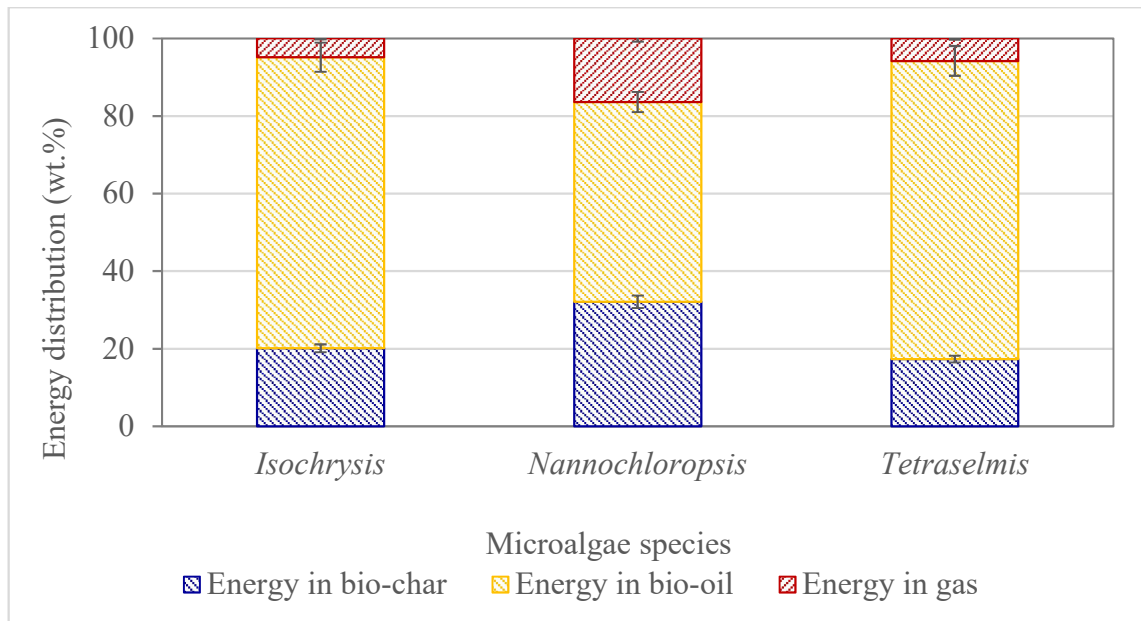 Energy distribution (wt.%)
100
80
60
40
20
0
Isochrysis Nannochloropsis Tetraselmis
Microalgae species
Energy in bio-char Energy in bio-oil Energy in gas